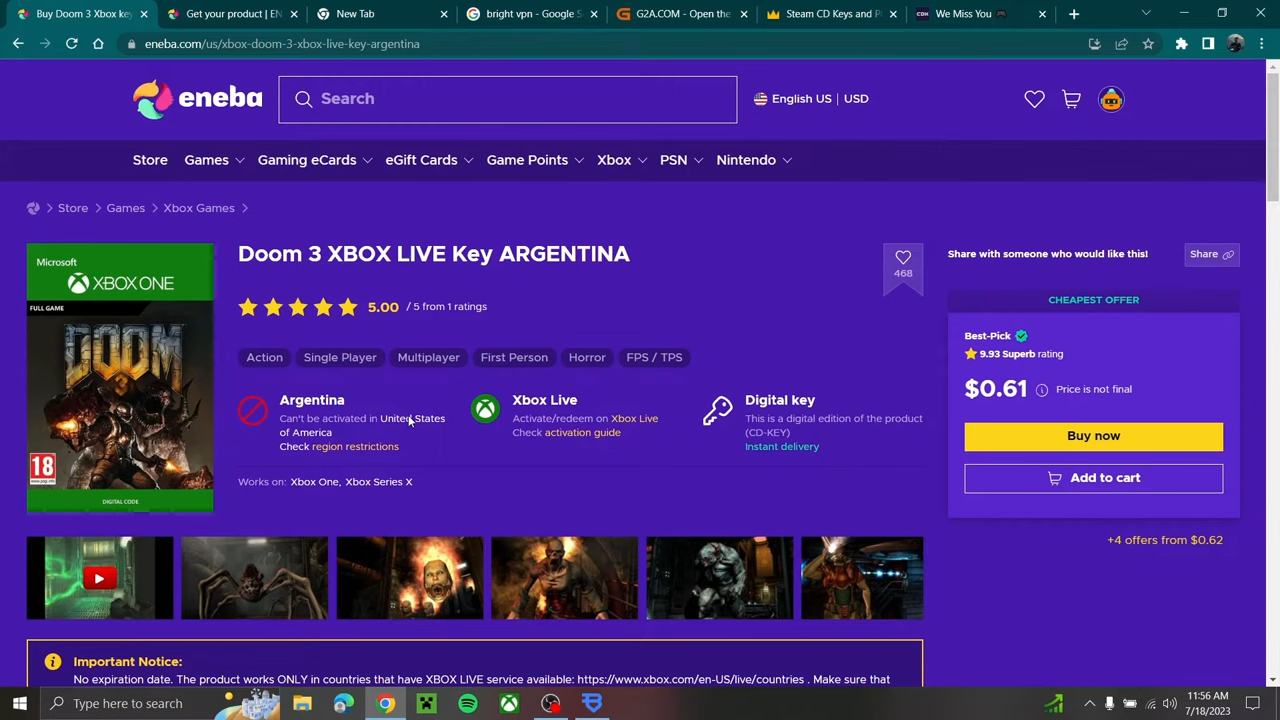 Buy Doom 3 Xbox key
Get your product | EN
New Tab
bright vpn - Google S
G2A.COM - Open the
Steam CD Keys and P
We Miss You
eneba.com/us/xbox-doom-3-xbox-live-key-argentina
eneba
Search
English US | USD
Store Games Gaming eCards eGift Cards Game Points Xbox PSN Nintendo
Store > Games > Xbox Games >
Microsoft
XBOX ONE
FULL GAME
DOOM
18
DIGITAL CODE
Doom 3 XBOX LIVE Key ARGENTINA
468
5.00 / 5 from 1 ratings
Action Single Player Multiplayer First Person Horror FPS / TPS
Argentina
Can't be activated in United States
of America
Check region restrictions
Xbox Live
Activate/redeem on Xbox Live
Check activation guide
Digital key
This is a digital edition of the product
(CD-KEY)
Instant delivery
Works on: Xbox One, Xbox Series X
Share with someone who would like this! Share
CHEAPEST OFFER
Best-Pick
9.93 Superb rating
$0.61 Price is not final
Buy now
Add to cart
+4 offers from $0.62
Important Notice:
No expiration date. The product works ONLY in countries that have XBOX LIVE service available: https://www.xbox.com/en-US/live/countries . Make sure that
Type here to search
11:56 AM
7/18/2023